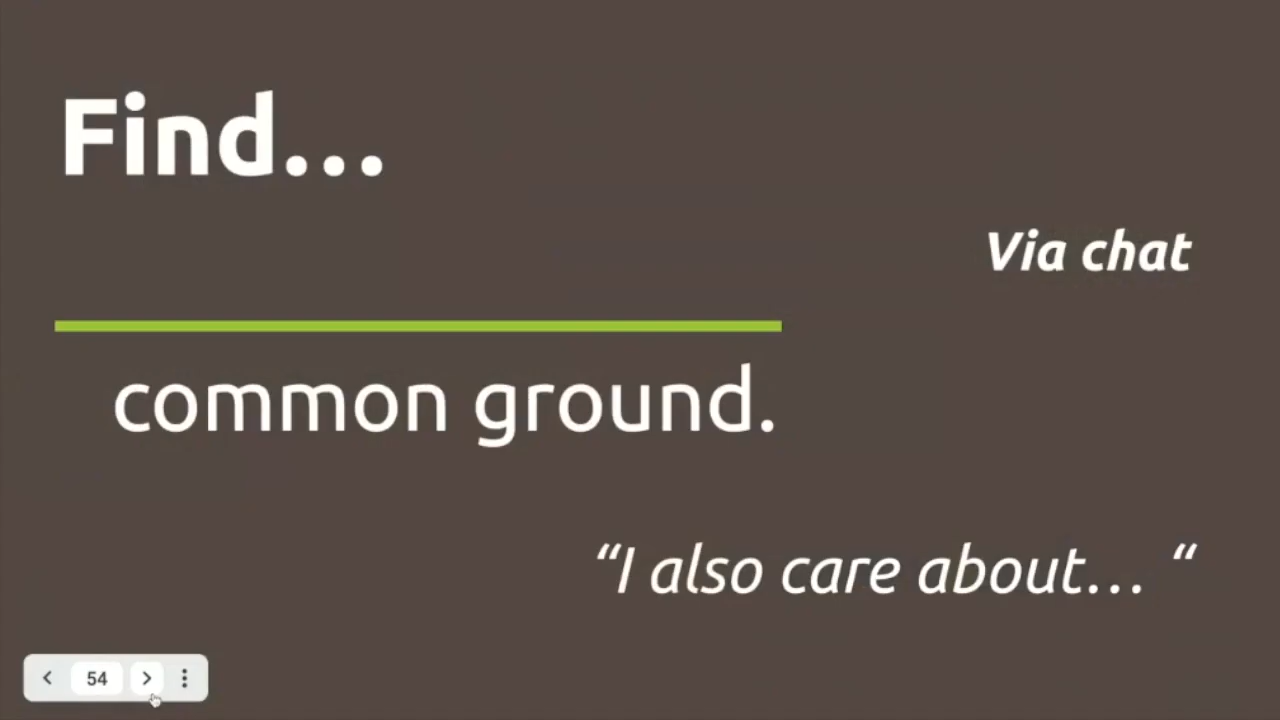 Find...
Via chat
common ground.
“I also care about... “
54